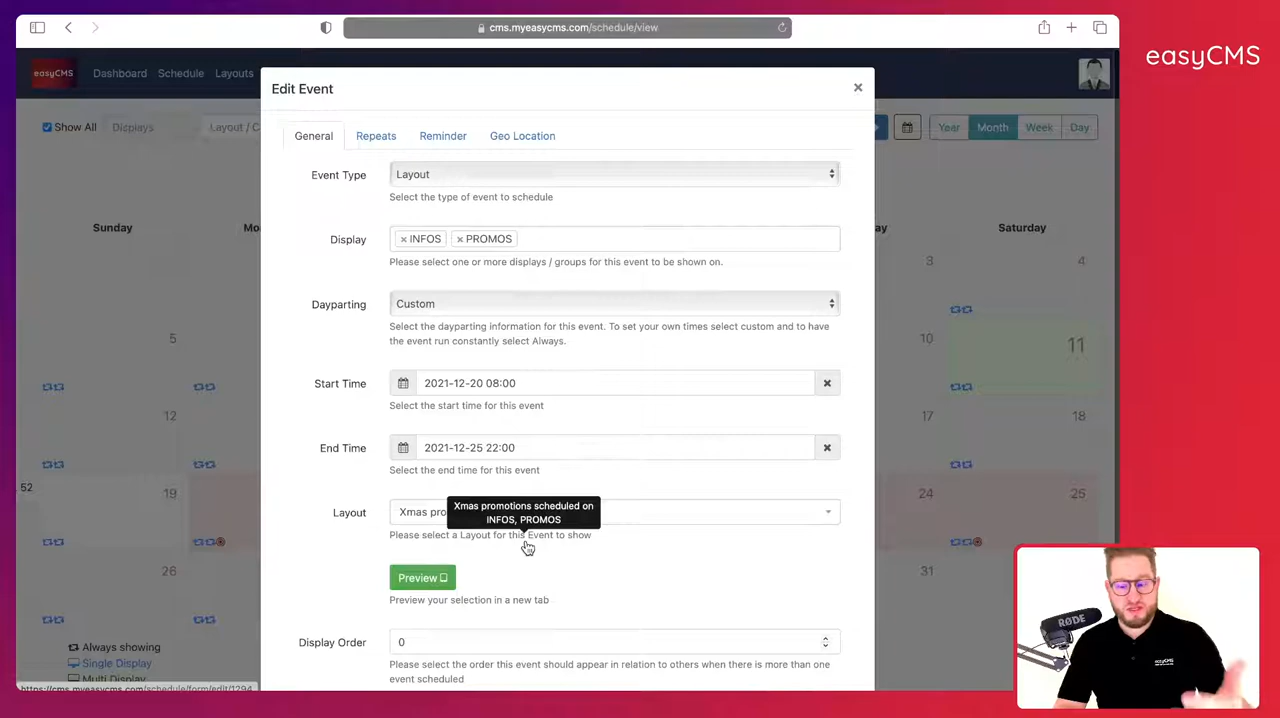 cms.myeasycms.com/schedule/view
easyCMS
easyCMS
Dashboard
Schedule
Layouts
Edit Event
×
Show All
Displays
Layout / C
Year
Month
Week
Day
General
Repeats
Reminder
Geo Location
Event Type
Layout
Select the type of event to schedule
Display
× INFOS
× PROMOS
Please select one or more displays / groups for this event to be shown on.
Dayparting
Custom
Select the dayparting information for this event. To set your own times select custom and to have
the event run constantly select Always.
Start Time
2021-12-20 08:00
Select the start time for this event
End Time
2021-12-25 22:00
Select the end time for this event
Layout
Xmas pro
Xmas promotions scheduled on
INFOS, PROMOS
Please select a Layout for this Event to show
Preview
Preview your selection in a new tab
Display Order
0
Please select the order this event should appear in relation to others when there is more than one
event scheduled
Sunday
Mo
ay
Saturday
3
4
5
10
11
12
17
18
52
19
24
25
26
31
Always showing
Single Display
Multi Display
https://cms.myeasycms.com/schedule/form/edit/1294
RØDE
easyCMS